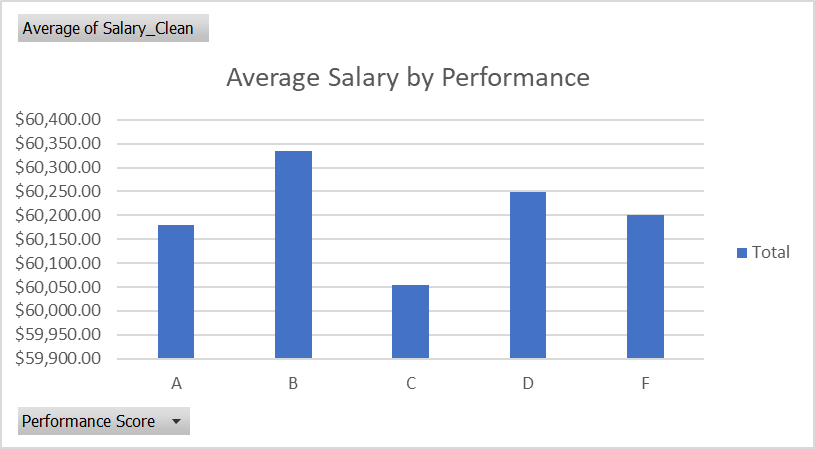 Average of Salary_Clean
Average Salary by Performance
$60,400.00
$60,350.00
$60,300.00
$60,250.00
$60,200.00
$60,150.00
$60,100.00
$60,050.00
$60,000.00
$59,950.00
$59,900.00
A B C D F
Total
Performance Score